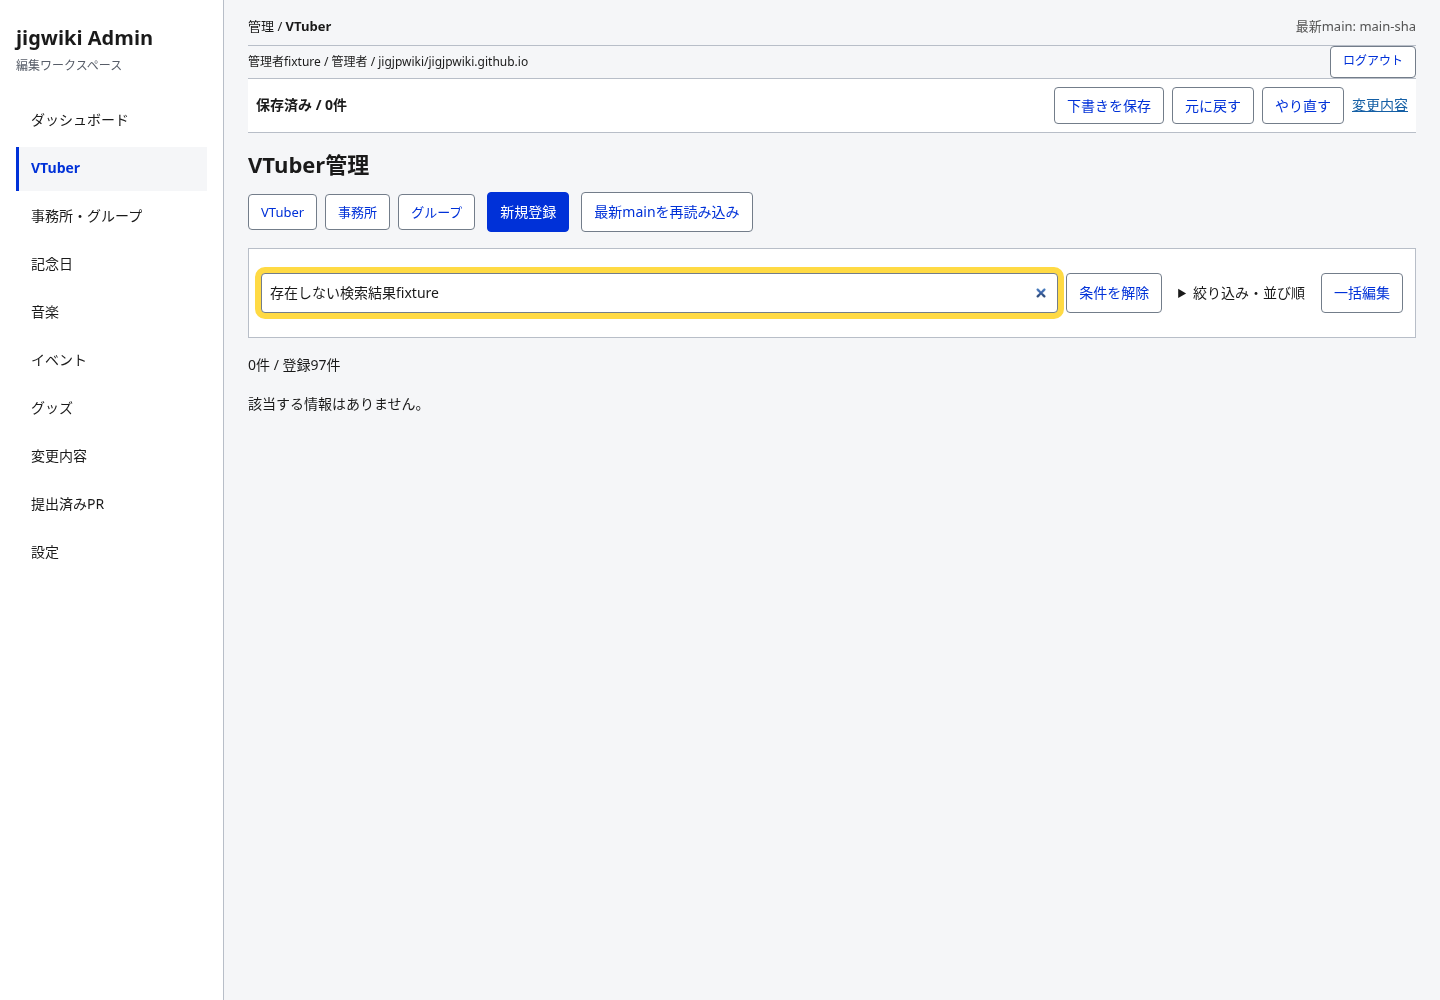 jigwiki Admin
編集ワークスペース
ダッシュボード
VTuber
事務所・グループ
記念日
音楽
イベント
グッズ
変更内容
提出済みPR
設定
管理 / VTuber
最新main: main-sha
管理者fixture / 管理者 / jigjpwiki/jigjpwiki.github.io
ログアウト
保存済み / 0件
下書きを保存
元に戻す
やり直す
変更内容
VTuber管理
VTuber
事務所
グループ
新規登録
最新mainを再読み込み
存在しない検索結果fixture
条件を解除
▶ 絞り込み・並び順
一括編集
0件 / 登録97件
該当する情報はありません。